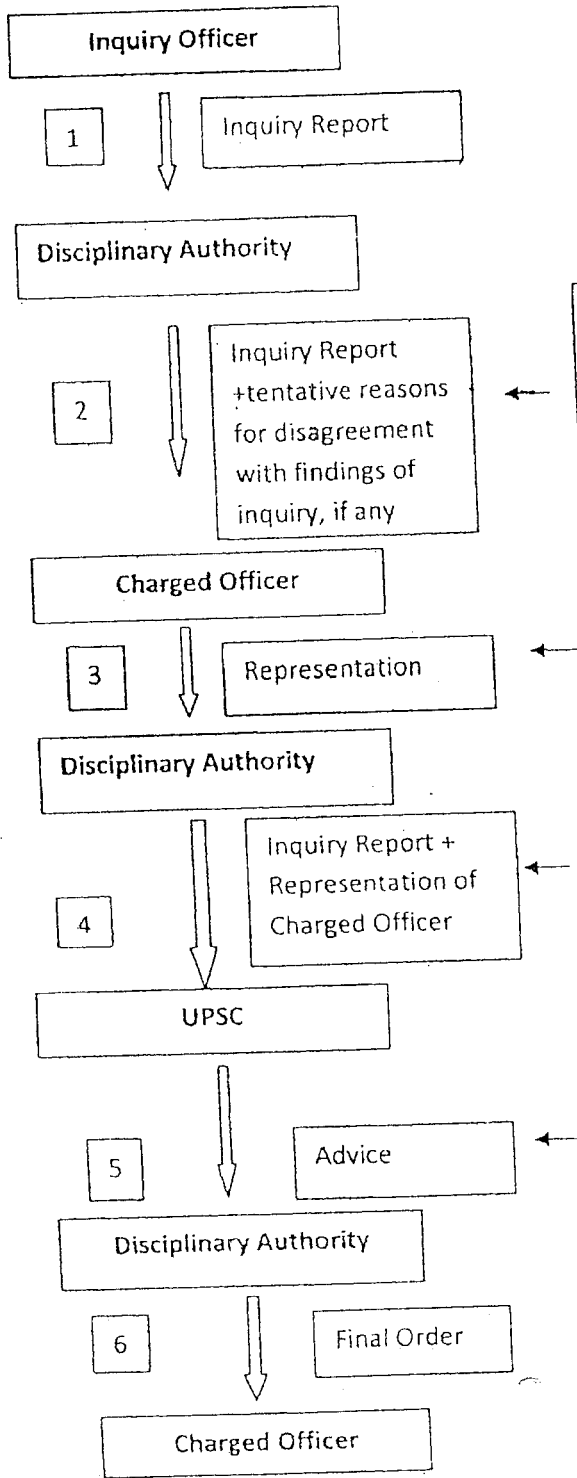 Inquiry Officer
1
Inquiry Report
Disciplinary Authority
2
Inquiry Report
+tentative reasons
for disagreement
with findings of
inquiry, if any
Charged Officer
3
Representation
Disciplinary Authority
4
Inquiry Report +
Representation of
Charged Officer
UPSC
5
Advice
Disciplinary Authority
6
Final Order
Charged Officer